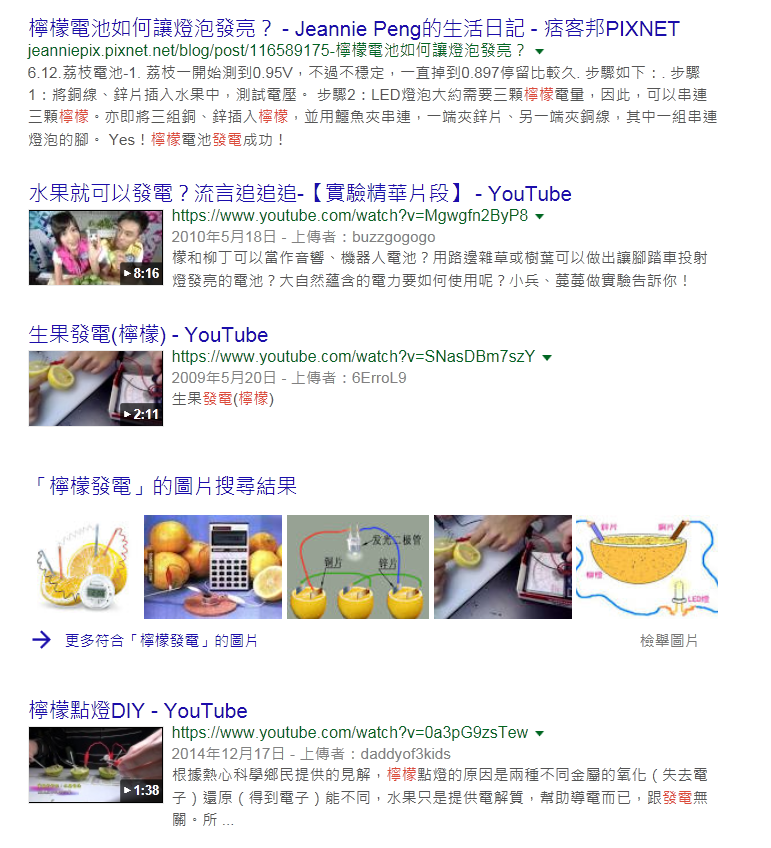 檸檬電池如何讓燈泡發亮？ - Jeannie Peng的生活日記 - 痞客邦PIXNET
jeanniepix.pixnet.net/blog/post/116589175-檸檬電池如何讓燈泡發亮？
6.12.荔枝電池-1. 荔枝一開始測到0.95V，不過不穩定，一直掉到0.897停留比較久. 步驟如下：. 步驟
1：將銅線、鋅片插入水果中，測試電壓。 步驟2：LED燈泡大約需要三顆檸檬電量，因此，可以串連
三顆檸檬。亦即將三組銅、鋅插入檸檬，並用鱷魚夾串連，一端夾鋅片、另一端夾銅線，其中一組串連
燈泡的腳。 Yes！檸檬電池發電成功！
水果就可以發電？流言追追追-【實驗精華片段】 - YouTube
https://www.youtube.com/watch?v=Mgwgfn2ByP8
2010年5月18日 - 上傳者：buzzgogogo
檬和柳丁可以當作音響、機器人電池？用路邊雜草或樹葉可以做出讓腳踏車投射
燈發亮的電池？大自然蘊含的電力要如何使用呢？小兵、蔓蔓做實驗告訴你！
8:16
生果發電(檸檬) - YouTube
https://www.youtube.com/watch?v=SNasDBm7szY
2009年5月20日 - 上傳者：6ErroL9
生果發電(檸檬)
2:11
「檸檬發電」的圖片搜尋結果
发光二极管
铜片
锌片
鋅片
銅片
柳橙
LED燈
更多符合「檸檬發電」的圖片
檢舉圖片
檸檬點燈DIY - YouTube
https://www.youtube.com/watch?v=0a3pG9zsTew
2014年12月17日 - 上傳者：daddyof3kids
根據熱心科學鄉民提供的見解，檸檬點燈的原因是兩種不同金屬的氧化（失去電
子）還原（得到電子）能不同，水果只是提供電解質，幫助導電而已，跟發電無
關。所 ...
1:38